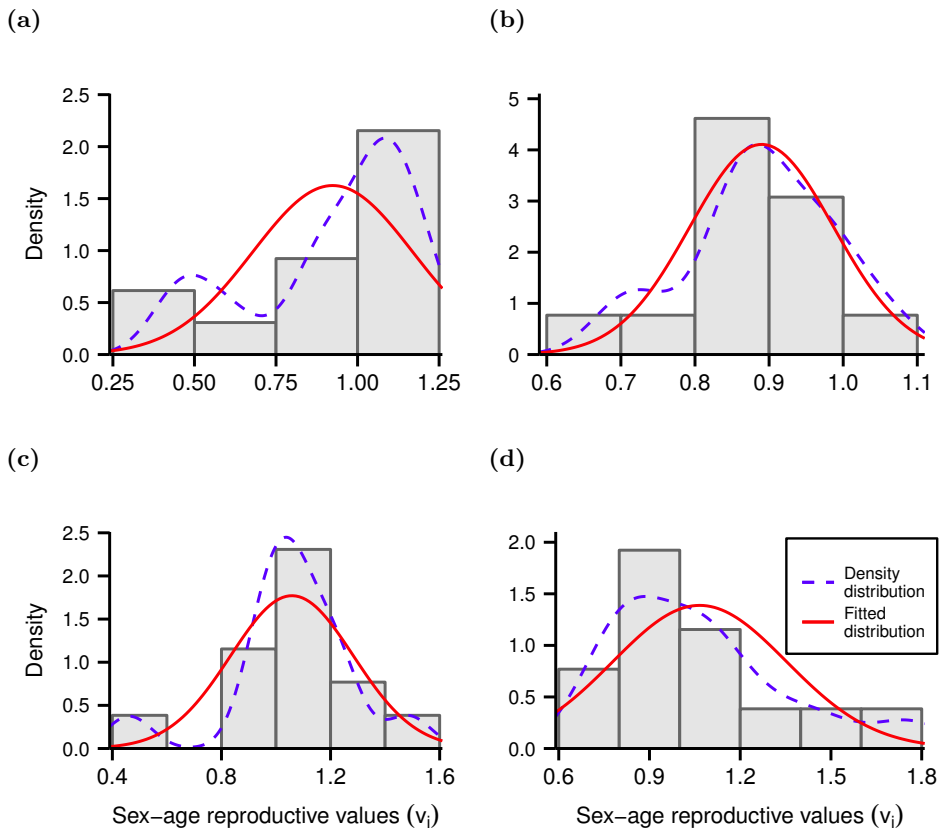 (a)
Density
2.5
2.0
1.5
1.0
0.5
0.0
0.25 0.50 0.75 1.00 1.25
(b)
5
4
3
2
1
0
0.6 0.7 0.8 0.9 1.0 1.1
(c)
Density
2.5
2.0
1.5
1.0
0.5
0.0
0.4 0.8 1.2 1.6
Sex−age reproductive values (vi)
(d)
2.0
1.5
1.0
0.5
0.0
0.6 0.9 1.2 1.5 1.8
Sex−age reproductive values (vi)
Density
distribution
Fitted
distribution